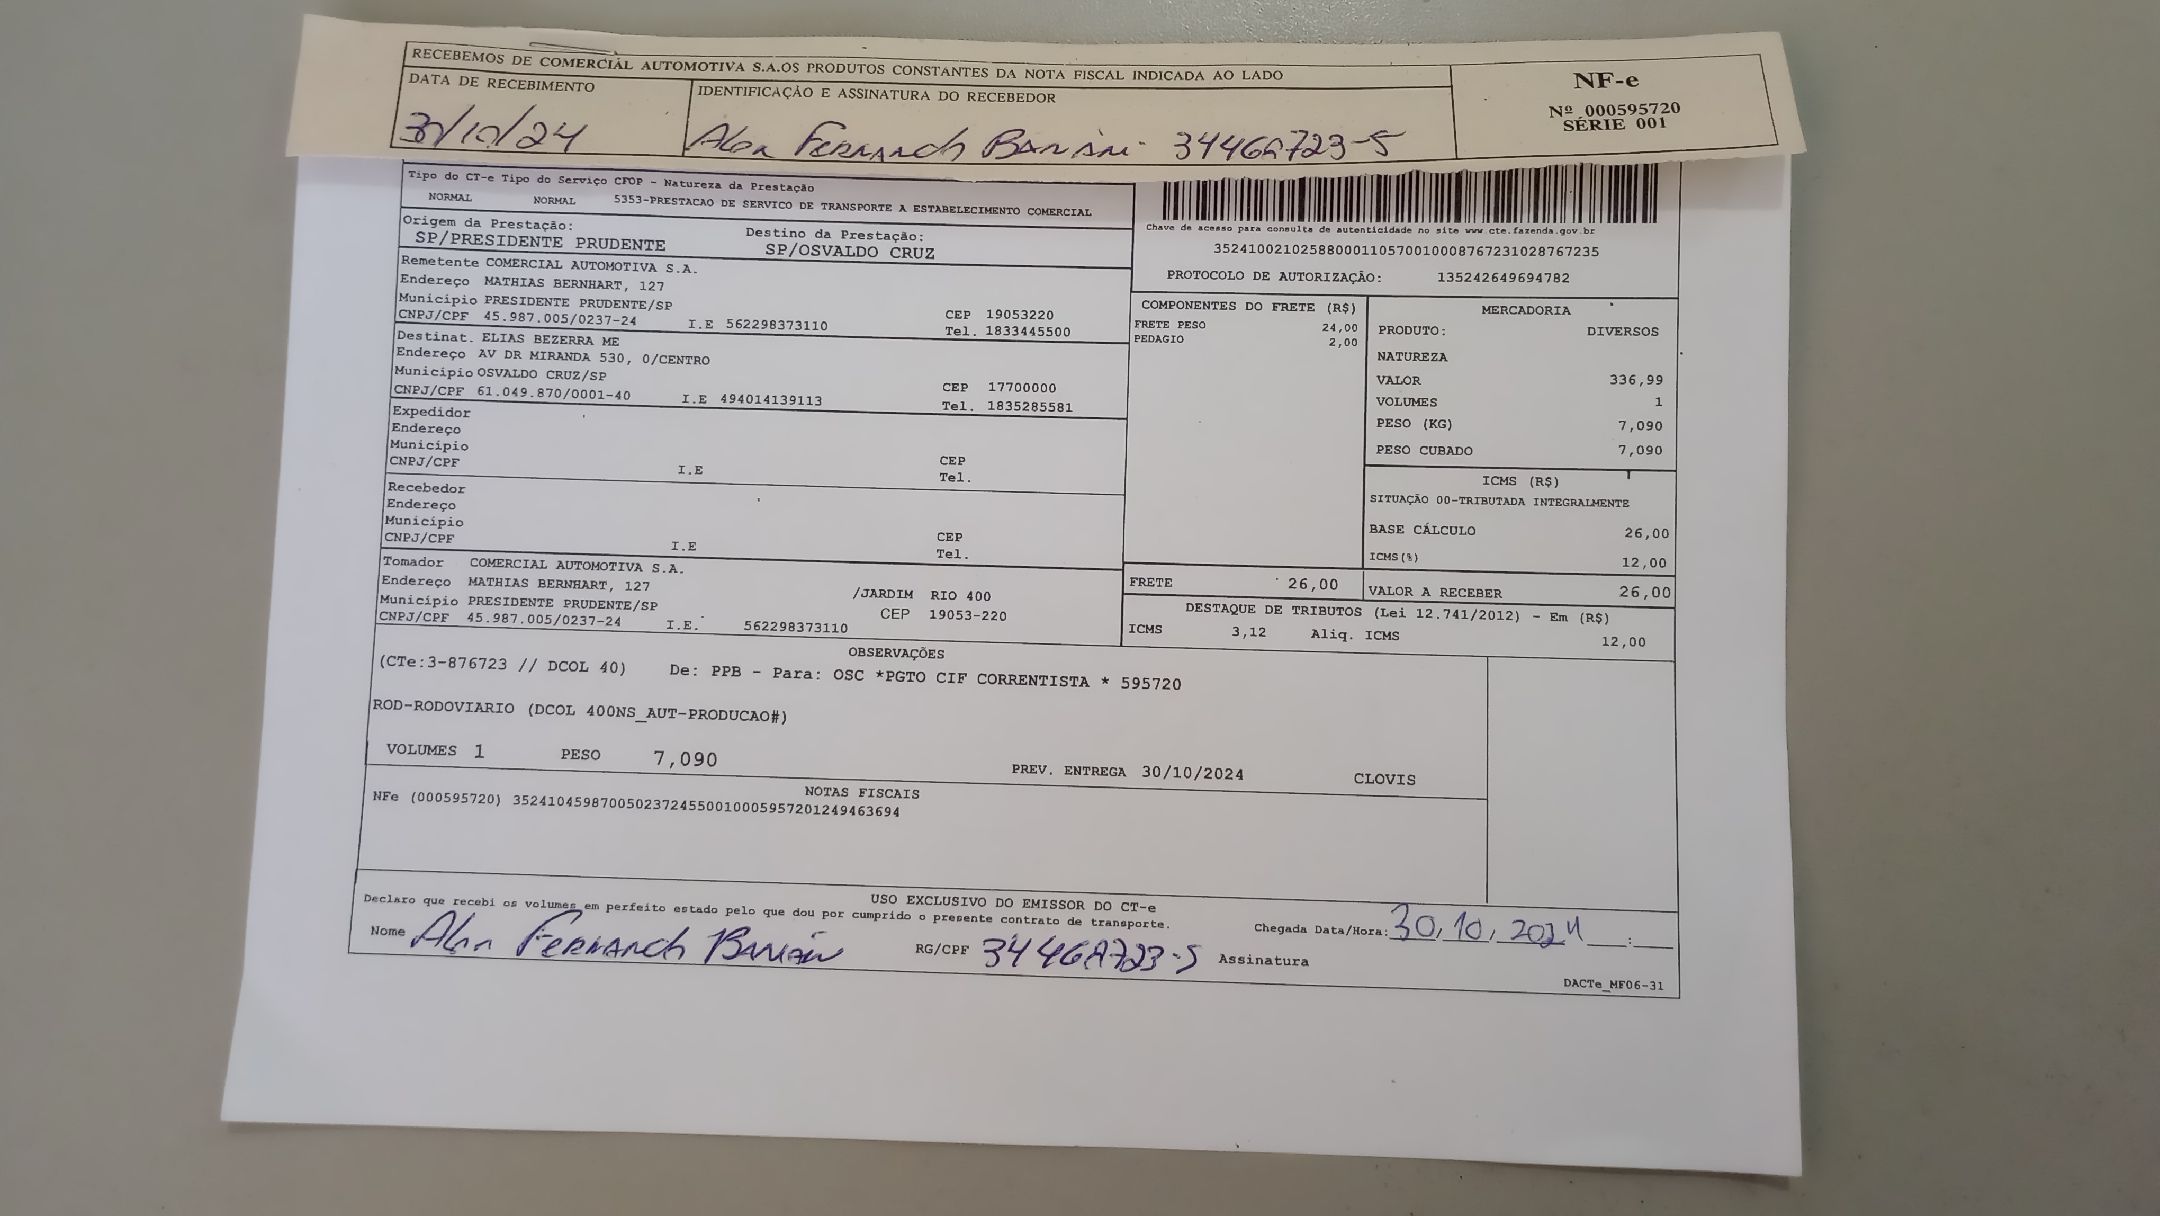 RECEBEMOS DE COMERCIAL AUTOMOTIVA S.A.OS PRODUTOS CONSTANTES DA NOTA FISCAL INDICADA AO LADO
DATA DE RECEBIMENTO
30/10/24
IDENTIFICAÇÃO E ASSINATURA DO RECEBEDOR
NF-e
Nº 000595720
SÉRIE 001
Tipo do CT-e Tipo do Serviço CFOP - Natureza da Prestação
NORMAL NORMAL 5353-PRESTACAO DE SERVICO DE TRANSPORTE A ESTABELECIMENTO COMERCIAL
Origem da Prestação: Destino da Prestação:
SP/PRESIDENTE PRUDENTE SP/OSVALDO CRUZ
Chave de acesso para consulta de autenticidade no site www.cte.fazenda.gov.br
35241002102588000110570010008767231028767235
PROTOCOLO DE AUTORIZAÇÃO: 135242649694782
Remetente COMERCIAL AUTOMOTIVA S.A.
Endereço MATHIAS BERNHART, 127
Município PRESIDENTE PRUDENTE/SP CEP 19053220
CNPJ/CPF 45.987.005/0237-24 I.E 562298373110 Tel. 1833445500
Destinat. ELIAS BEZERRA ME
Endereço AV DR MIRANDA 530, 0/CENTRO
Município OSVALDO CRUZ/SP CEP 17700000
CNPJ/CPF 61.049.870/0001-40 I.E 494014139113 Tel. 1835285581
Expedidor
Endereço
Município
CNPJ/CPF I.E CEP
Tel.
Recebedor
Endereço
Município
CNPJ/CPF I.E CEP
Tel.
Tomador COMERCIAL AUTOMOTIVA S.A.
Endereço MATHIAS BERNHART, 127 /JARDIM RIO 400
Município PRESIDENTE PRUDENTE/SP CEP 19053-220
CNPJ/CPF 45.987.005/0237-24 I.E. 562298373110
COMPONENTES DO FRETE (R$)
FRETE PESO 24,00
PEDAGIO 2,00
MERCADORIA
PRODUTO: DIVERSOS
NATUREZA
VALOR 336,99
VOLUMES 1
PESO (KG) 7,090
PESO CUBADO 7,090
ICMS (R$)
SITUAÇÃO 00-TRIBUTADA INTEGRALMENTE
BASE CÁLCULO 26,00
ICMS(%) 12,00
FRETE 26,00 VALOR A RECEBER 26,00
DESTAQUE DE TRIBUTOS (Lei 12.741/2012) - Em (R$)
ICMS 3,12 Aliq. ICMS 12,00
OBSERVAÇÕES
(CTe:3-876723 // DCOL 40) De: PPB - Para: OSC *PGTO CIF CORRENTISTA * 595720
ROD-RODOVIARIO (DCOL 400NS_AUT-PRODUCAO#)
VOLUMES 1 PESO 7,090 PREV. ENTREGA 30/10/2024 CLOVIS
NOTAS FISCAIS
NFe (000595720) 35241045987005023724550010005957201249463694
USO EXCLUSIVO DO EMISSOR DO CT-e
Declaro que recebi os volumes em perfeito estado pelo que dou por cumprido o presente contrato de transporte.
Chegada Data/Hora: 30,10,2024 __:__
Nome RG/CPF Assinatura
DACTe_MF06-31